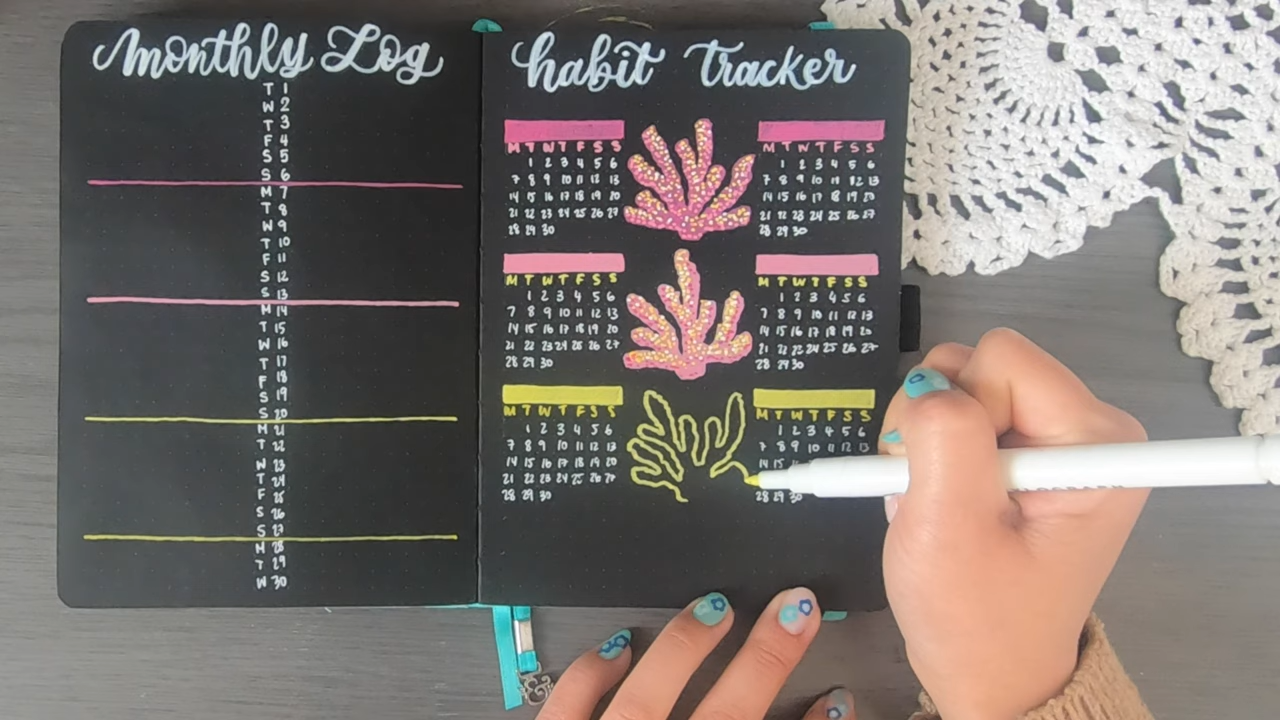 Monthly Log
T 1
W 2
T 3
F 4
S 5
S 6
M 7
T 8
W 9
T 10
F 11
S 12
S 13
M 14
T 15
W 16
T 17
F 18
S 19
S 20
M 21
T 22
W 23
T 24
F 25
S 26
S 27
M 28
T 29
W 30
habit tracker
M T W T F S S
1 2 3 4 5 6
7 8 9 10 11 12 13
14 15 16 17 18 19 20
21 22 23 24 25 26 27
28 29 30
M T W T F S S
1 2 3 4 5 6
7 8 9 10 11 12 13
14 15 16 17 18 19 20
21 22 23 24 25 26 27
28 29 30
M T W T F S S
1 2 3 4 5 6
7 8 9 10 11 12 13
14 15 16 17 18 19 20
21 22 23 24 25 26 27
28 29 30
M T W T F S S
1 2 3 4 5 6
7 8 9 10 11 12 13
14 15 16 17 18 19 20
21 22 23 24 25 26 27
28 29 30
M T W T F S S
1 2 3 4 5 6
7 8 9 10 11 12 13
14 15 16 17 18 19 20
21 22 23 24 25 26 27
28 29 30
M T W T F S S
1 2 3 4 5 6
7 8 9 10 11 12 13
14 15
28 29 30